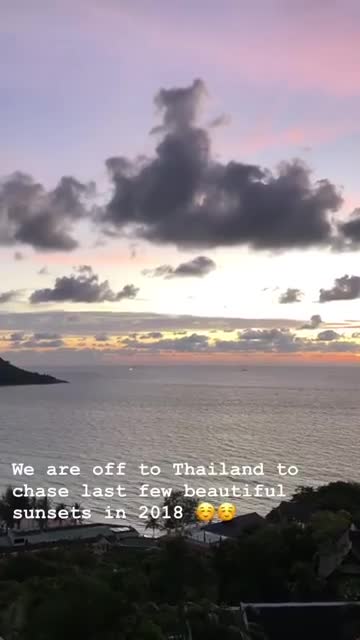 We are off to Thailand to
chase last few beautiful
sunsets in 2018 ☺️☺️